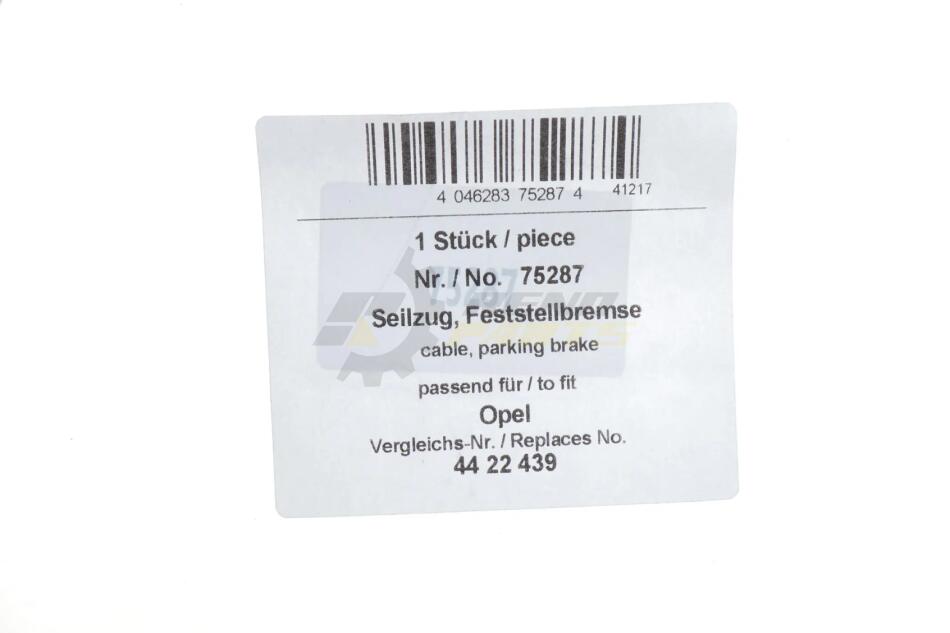 4 046283 75287 4 41217
1 Stück / piece
Nr. / No. 75287
Seilzug, Feststellbremse
cable, parking brake
passend für / to fit
Opel
Vergleichs-Nr. / Replaces No.
44 22 439